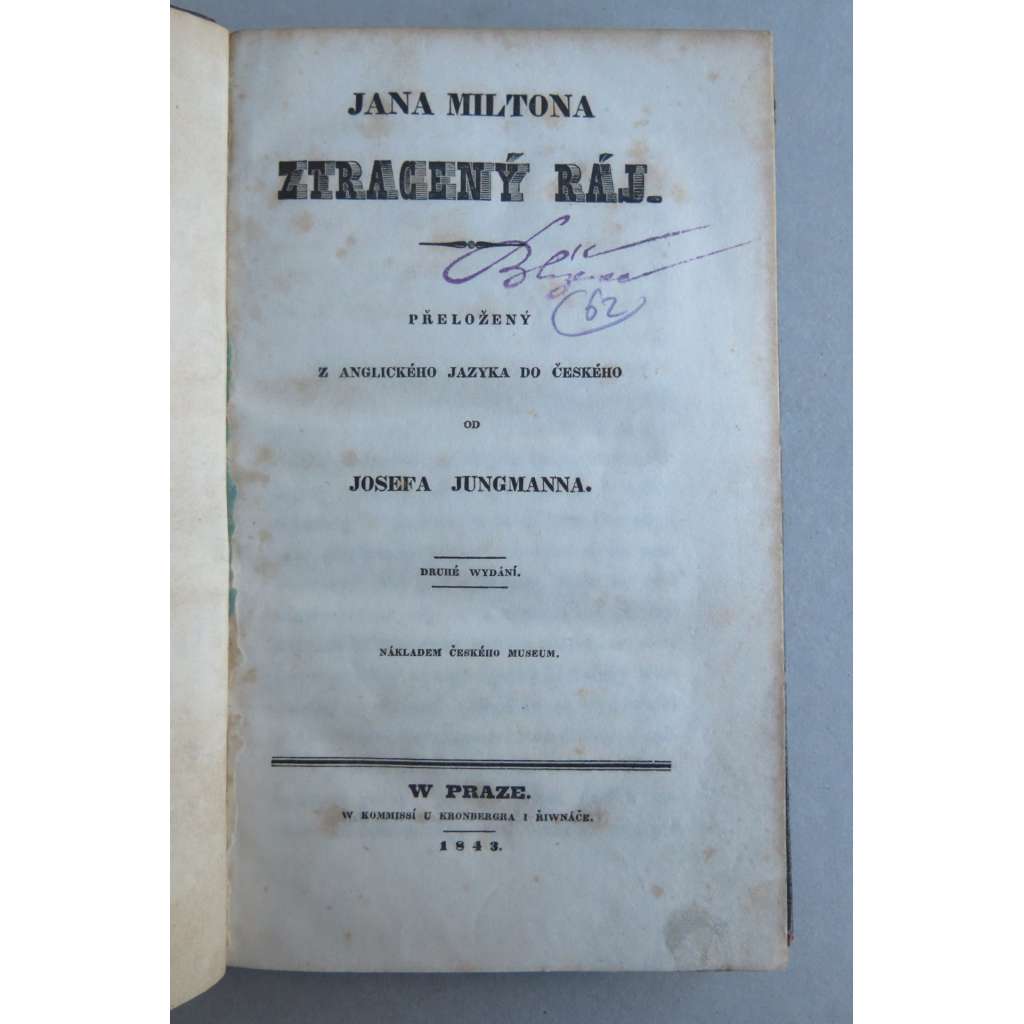 JANA MILTONA
ZTRACENÝ RÁJ.
62
PŘELOŽENÝ
Z ANGLICKÉHO JAZYKA DO ČESKÉHO
OD
JOSEFA JUNGMANNA.
DRUHÉ WYDÁNÍ.
NÁKLADEM ČESKÉHO MUSEUM.
W PRAZE.
W KOMMISSÍ U KRONBERGRA I ŘIWNÁČE.
1843.